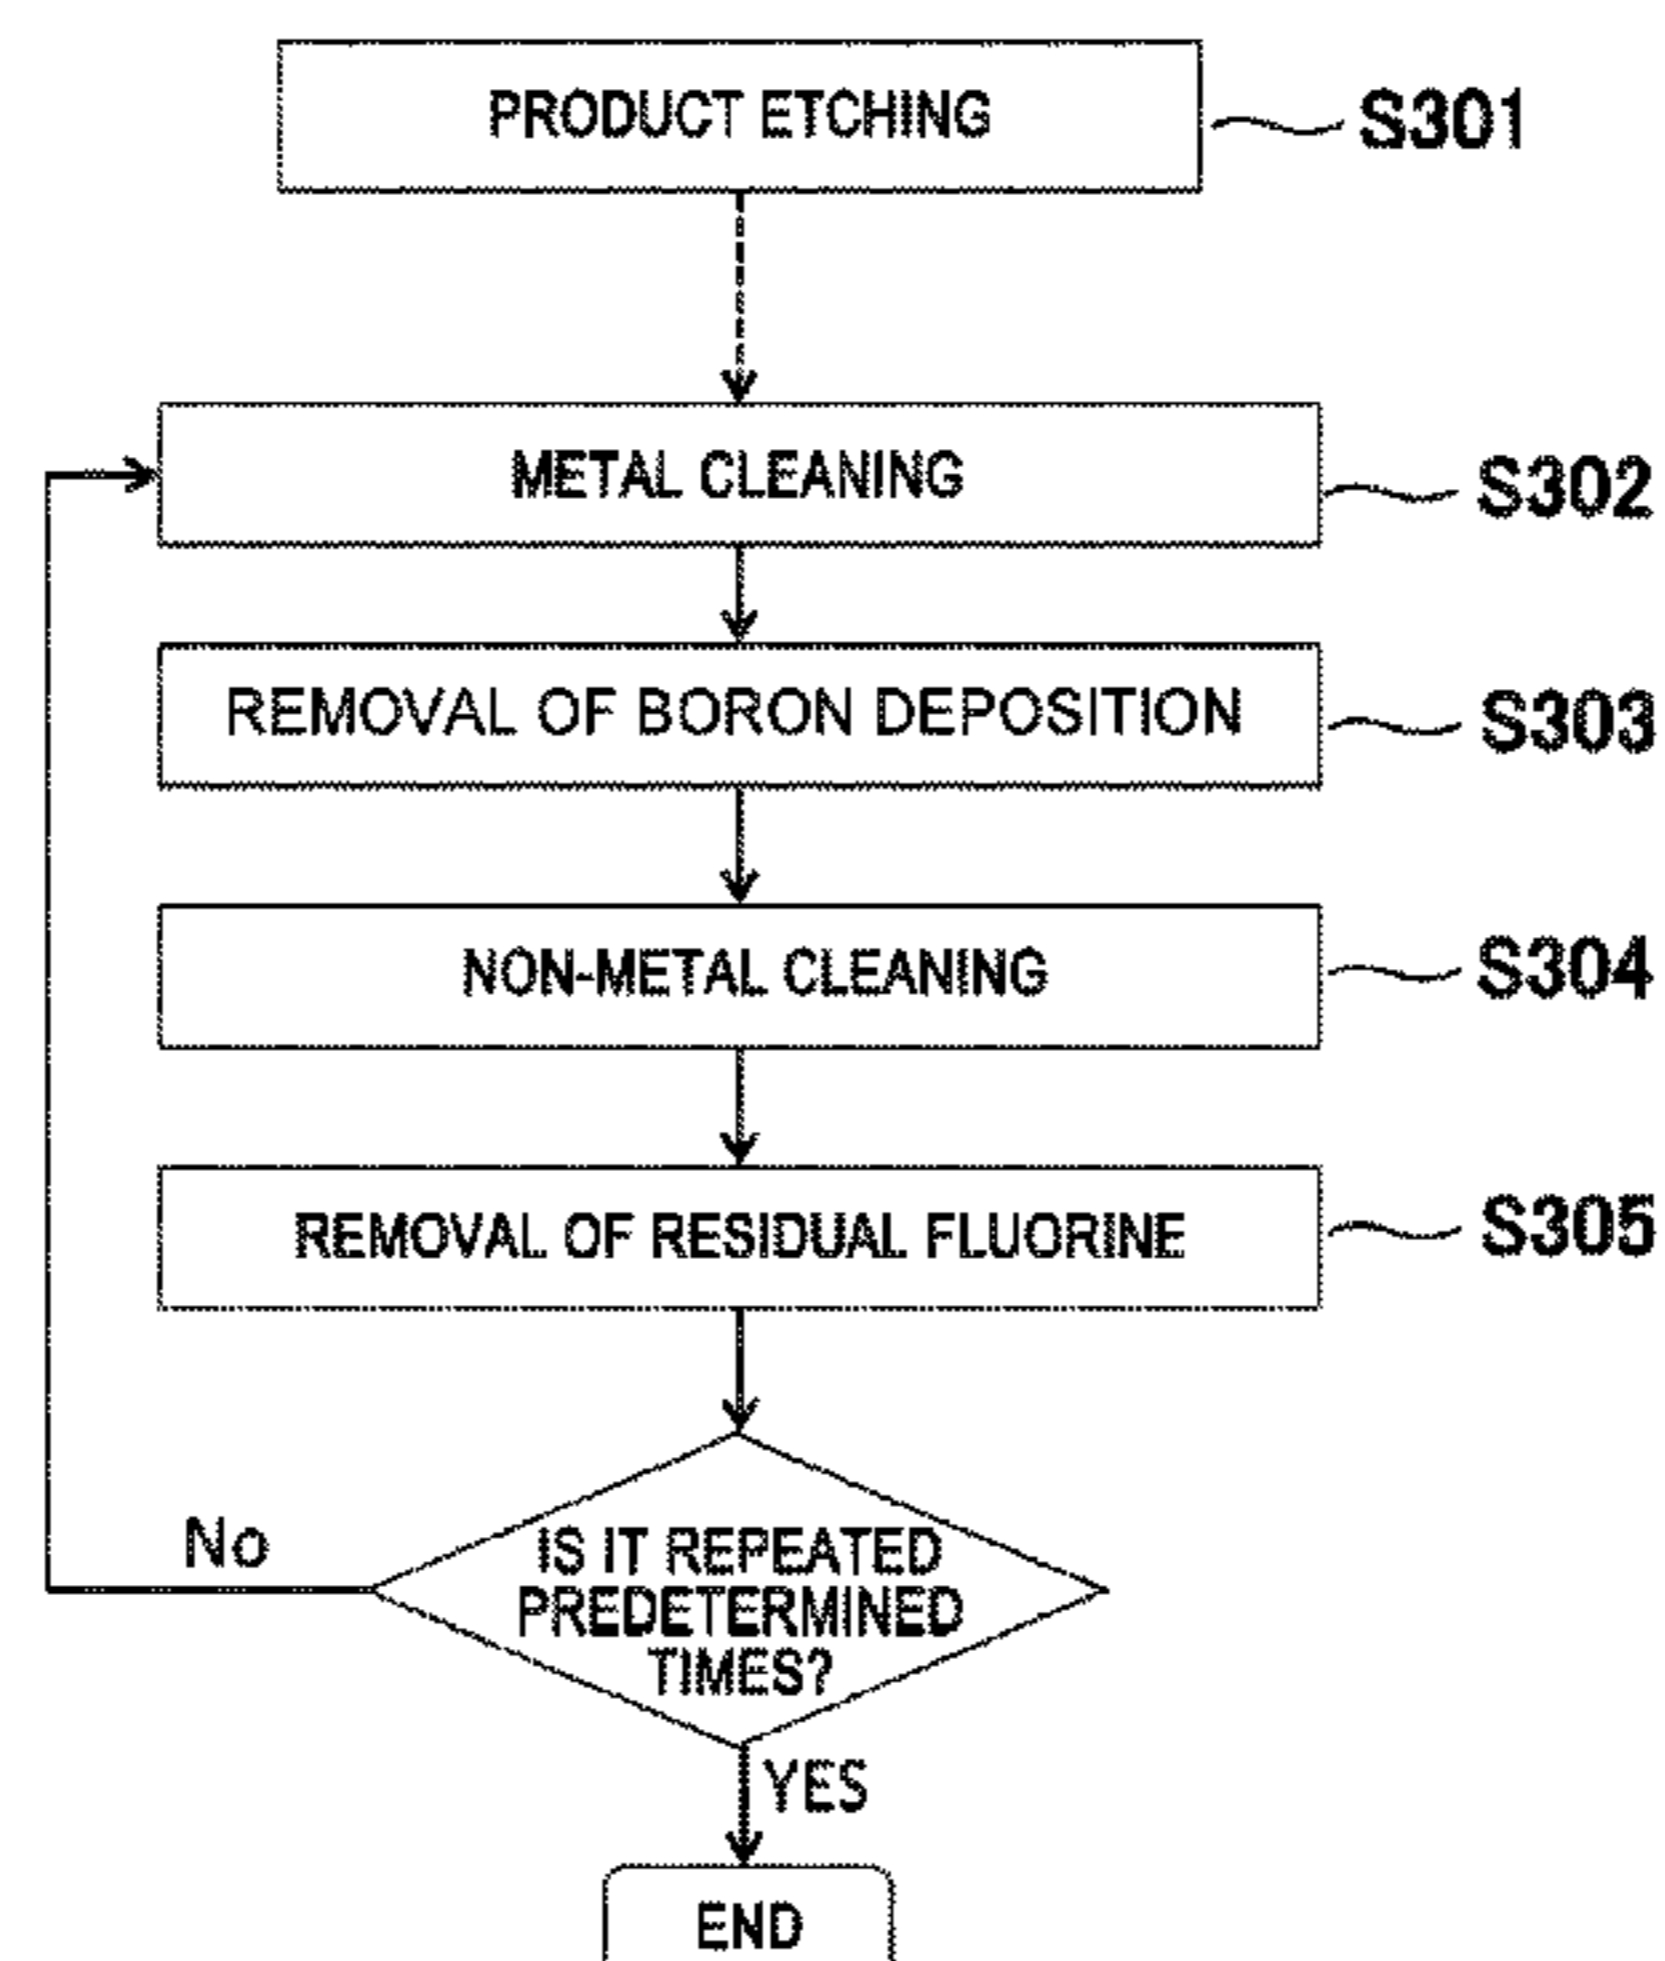 PRODUCT ETCHING
S301
METAL CLEANING
S302
REMOVAL OF BORON DEPOSITION
S303
NON-METAL CLEANING
S304
REMOVAL OF RESIDUAL FLUORINE
S305
No
IS IT REPEATED
PREDETERMINED
TIMES?
YES
END